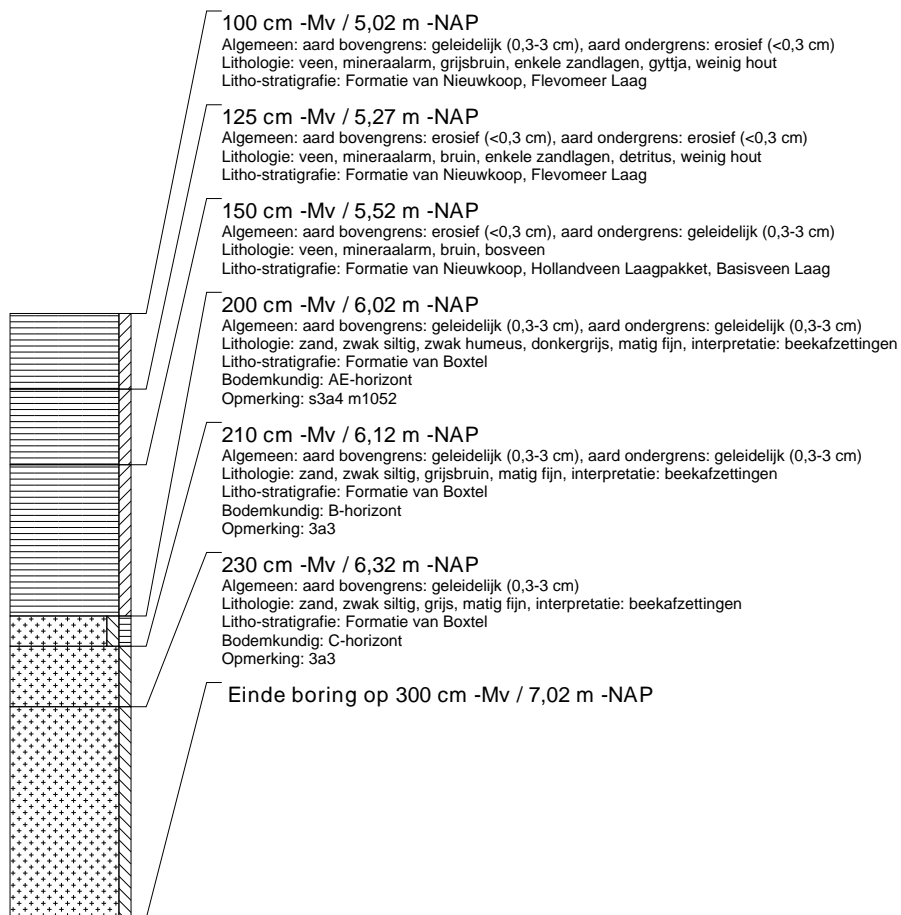 100 cm -Mv / 5,02 m -NAP
Algemeen: aard bovengrens: geleidelijk (0,3-3 cm), aard ondergrens: erosief (<0,3 cm)
Lithologie: veen, mineraalarm, grijsbruin, enkele zandlagen, gyttja, weinig hout
Litho-stratigrafie: Formatie van Nieuwkoop, Flevomeer Laag
125 cm -Mv / 5,27 m -NAP
Algemeen: aard bovengrens: erosief (<0,3 cm), aard ondergrens: erosief (<0,3 cm)
Lithologie: veen, mineraalarm, bruin, enkele zandlagen, detritus, weinig hout
Litho-stratigrafie: Formatie van Nieuwkoop, Flevomeer Laag
150 cm -Mv / 5,52 m -NAP
Algemeen: aard bovengrens: erosief (<0,3 cm), aard ondergrens: geleidelijk (0,3-3 cm)
Lithologie: veen, mineraalarm, bruin, bosveen
Litho-stratigrafie: Formatie van Nieuwkoop, Hollandveen Laagpakket, Basisveen Laag
200 cm -Mv / 6,02 m -NAP
Algemeen: aard bovengrens: geleidelijk (0,3-3 cm), aard ondergrens: geleidelijk (0,3-3 cm)
Lithologie: zand, zwak siltig, zwak humeus, donkergrijs, matig fijn, interpretatie: beekafzettingen
Litho-stratigrafie: Formatie van Boxtel
Bodemkundig: AE-horizont
Opmerking: s3a4 m1052
210 cm -Mv / 6,12 m -NAP
Algemeen: aard bovengrens: geleidelijk (0,3-3 cm), aard ondergrens: geleidelijk (0,3-3 cm)
Lithologie: zand, zwak siltig, grijsbruin, matig fijn, interpretatie: beekafzettingen
Litho-stratigrafie: Formatie van Boxtel
Bodemkundig: B-horizont
Opmerking: 3a3
230 cm -Mv / 6,32 m -NAP
Algemeen: aard bovengrens: geleidelijk (0,3-3 cm)
Lithologie: zand, zwak siltig, grijs, matig fijn, interpretatie: beekafzettingen
Litho-stratigrafie: Formatie van Boxtel
Bodemkundig: C-horizont
Opmerking: 3a3
Einde boring op 300 cm -Mv / 7,02 m -NAP